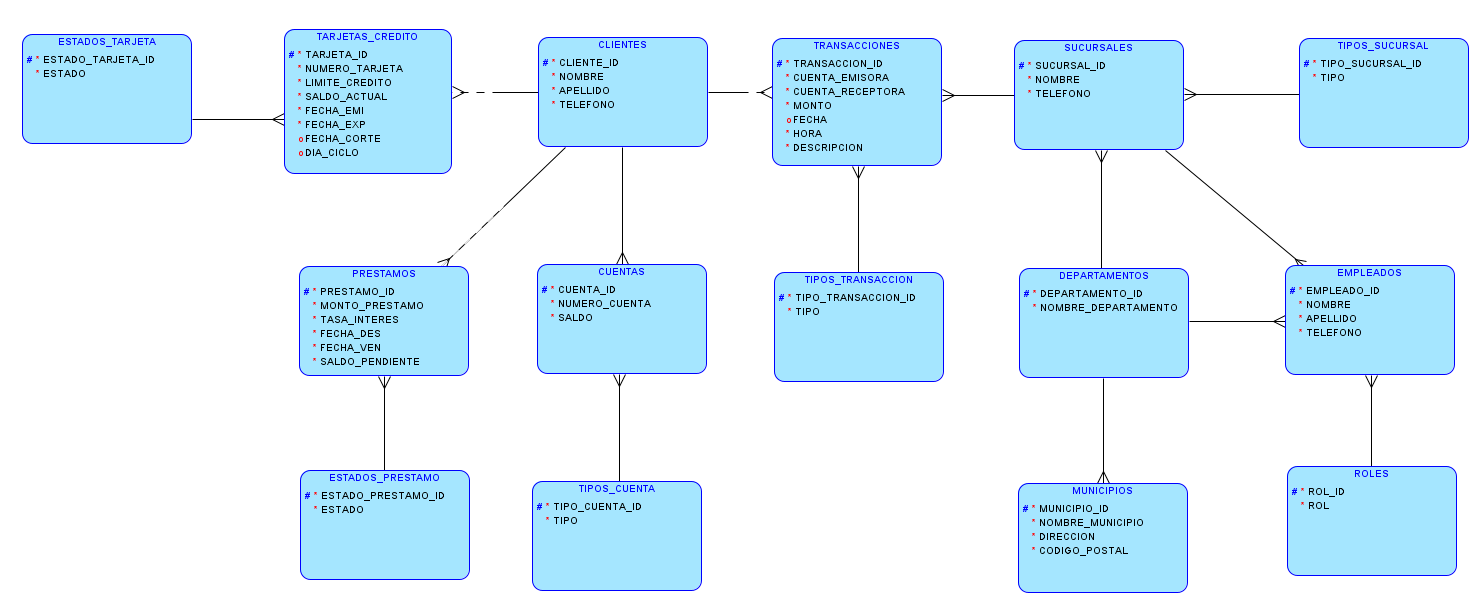 ESTADOS_TARJETA
# * ESTADO_TARJETA_ID
* ESTADO
TARJETAS_CREDITO
# * TARJETA_ID
* NUMERO_TARJETA
* LIMITE_CREDITO
* SALDO_ACTUAL
* FECHA_EMI
* FECHA_EXP
o FECHA_CORTE
o DIA_CICLO
CLIENTES
# * CLIENTE_ID
* NOMBRE
* APELLIDO
* TELEFONO
TRANSACCIONES
# * TRANSACCION_ID
* CUENTA_EMISORA
* CUENTA_RECEPTORA
* MONTO
o FECHA
* HORA
* DESCRIPCION
SUCURSALES
# * SUCURSAL_ID
* NOMBRE
* TELEFONO
TIPOS_SUCURSAL
# * TIPO_SUCURSAL_ID
* TIPO
PRESTAMOS
# * PRESTAMO_ID
* MONTO_PRESTAMO
* TASA_INTERES
* FECHA_DES
* FECHA_VEN
* SALDO_PENDIENTE
CUENTAS
# * CUENTA_ID
* NUMERO_CUENTA
* SALDO
TIPOS_TRANSACCION
# * TIPO_TRANSACCION_ID
* TIPO
DEPARTAMENTOS
# * DEPARTAMENTO_ID
* NOMBRE_DEPARTAMENTO
EMPLEADOS
# * EMPLEADO_ID
* NOMBRE
* APELLIDO
* TELEFONO
ESTADOS_PRESTAMO
# * ESTADO_PRESTAMO_ID
* ESTADO
TIPOS_CUENTA
# * TIPO_CUENTA_ID
* TIPO
MUNICIPIOS
# * MUNICIPIO_ID
* NOMBRE_MUNICIPIO
* DIRECCION
* CODIGO_POSTAL
ROLES
# * ROL_ID
* ROL